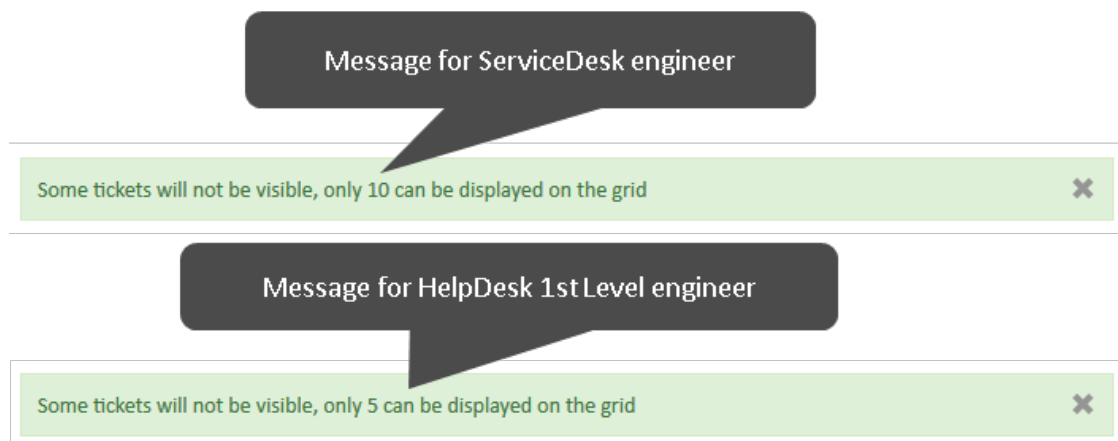 Message for ServiceDesk engineer
Some tickets will not be visible, only 10 can be displayed on the grid
Message for HelpDesk 1st Level engineer
Some tickets will not be visible, only 5 can be displayed on the grid